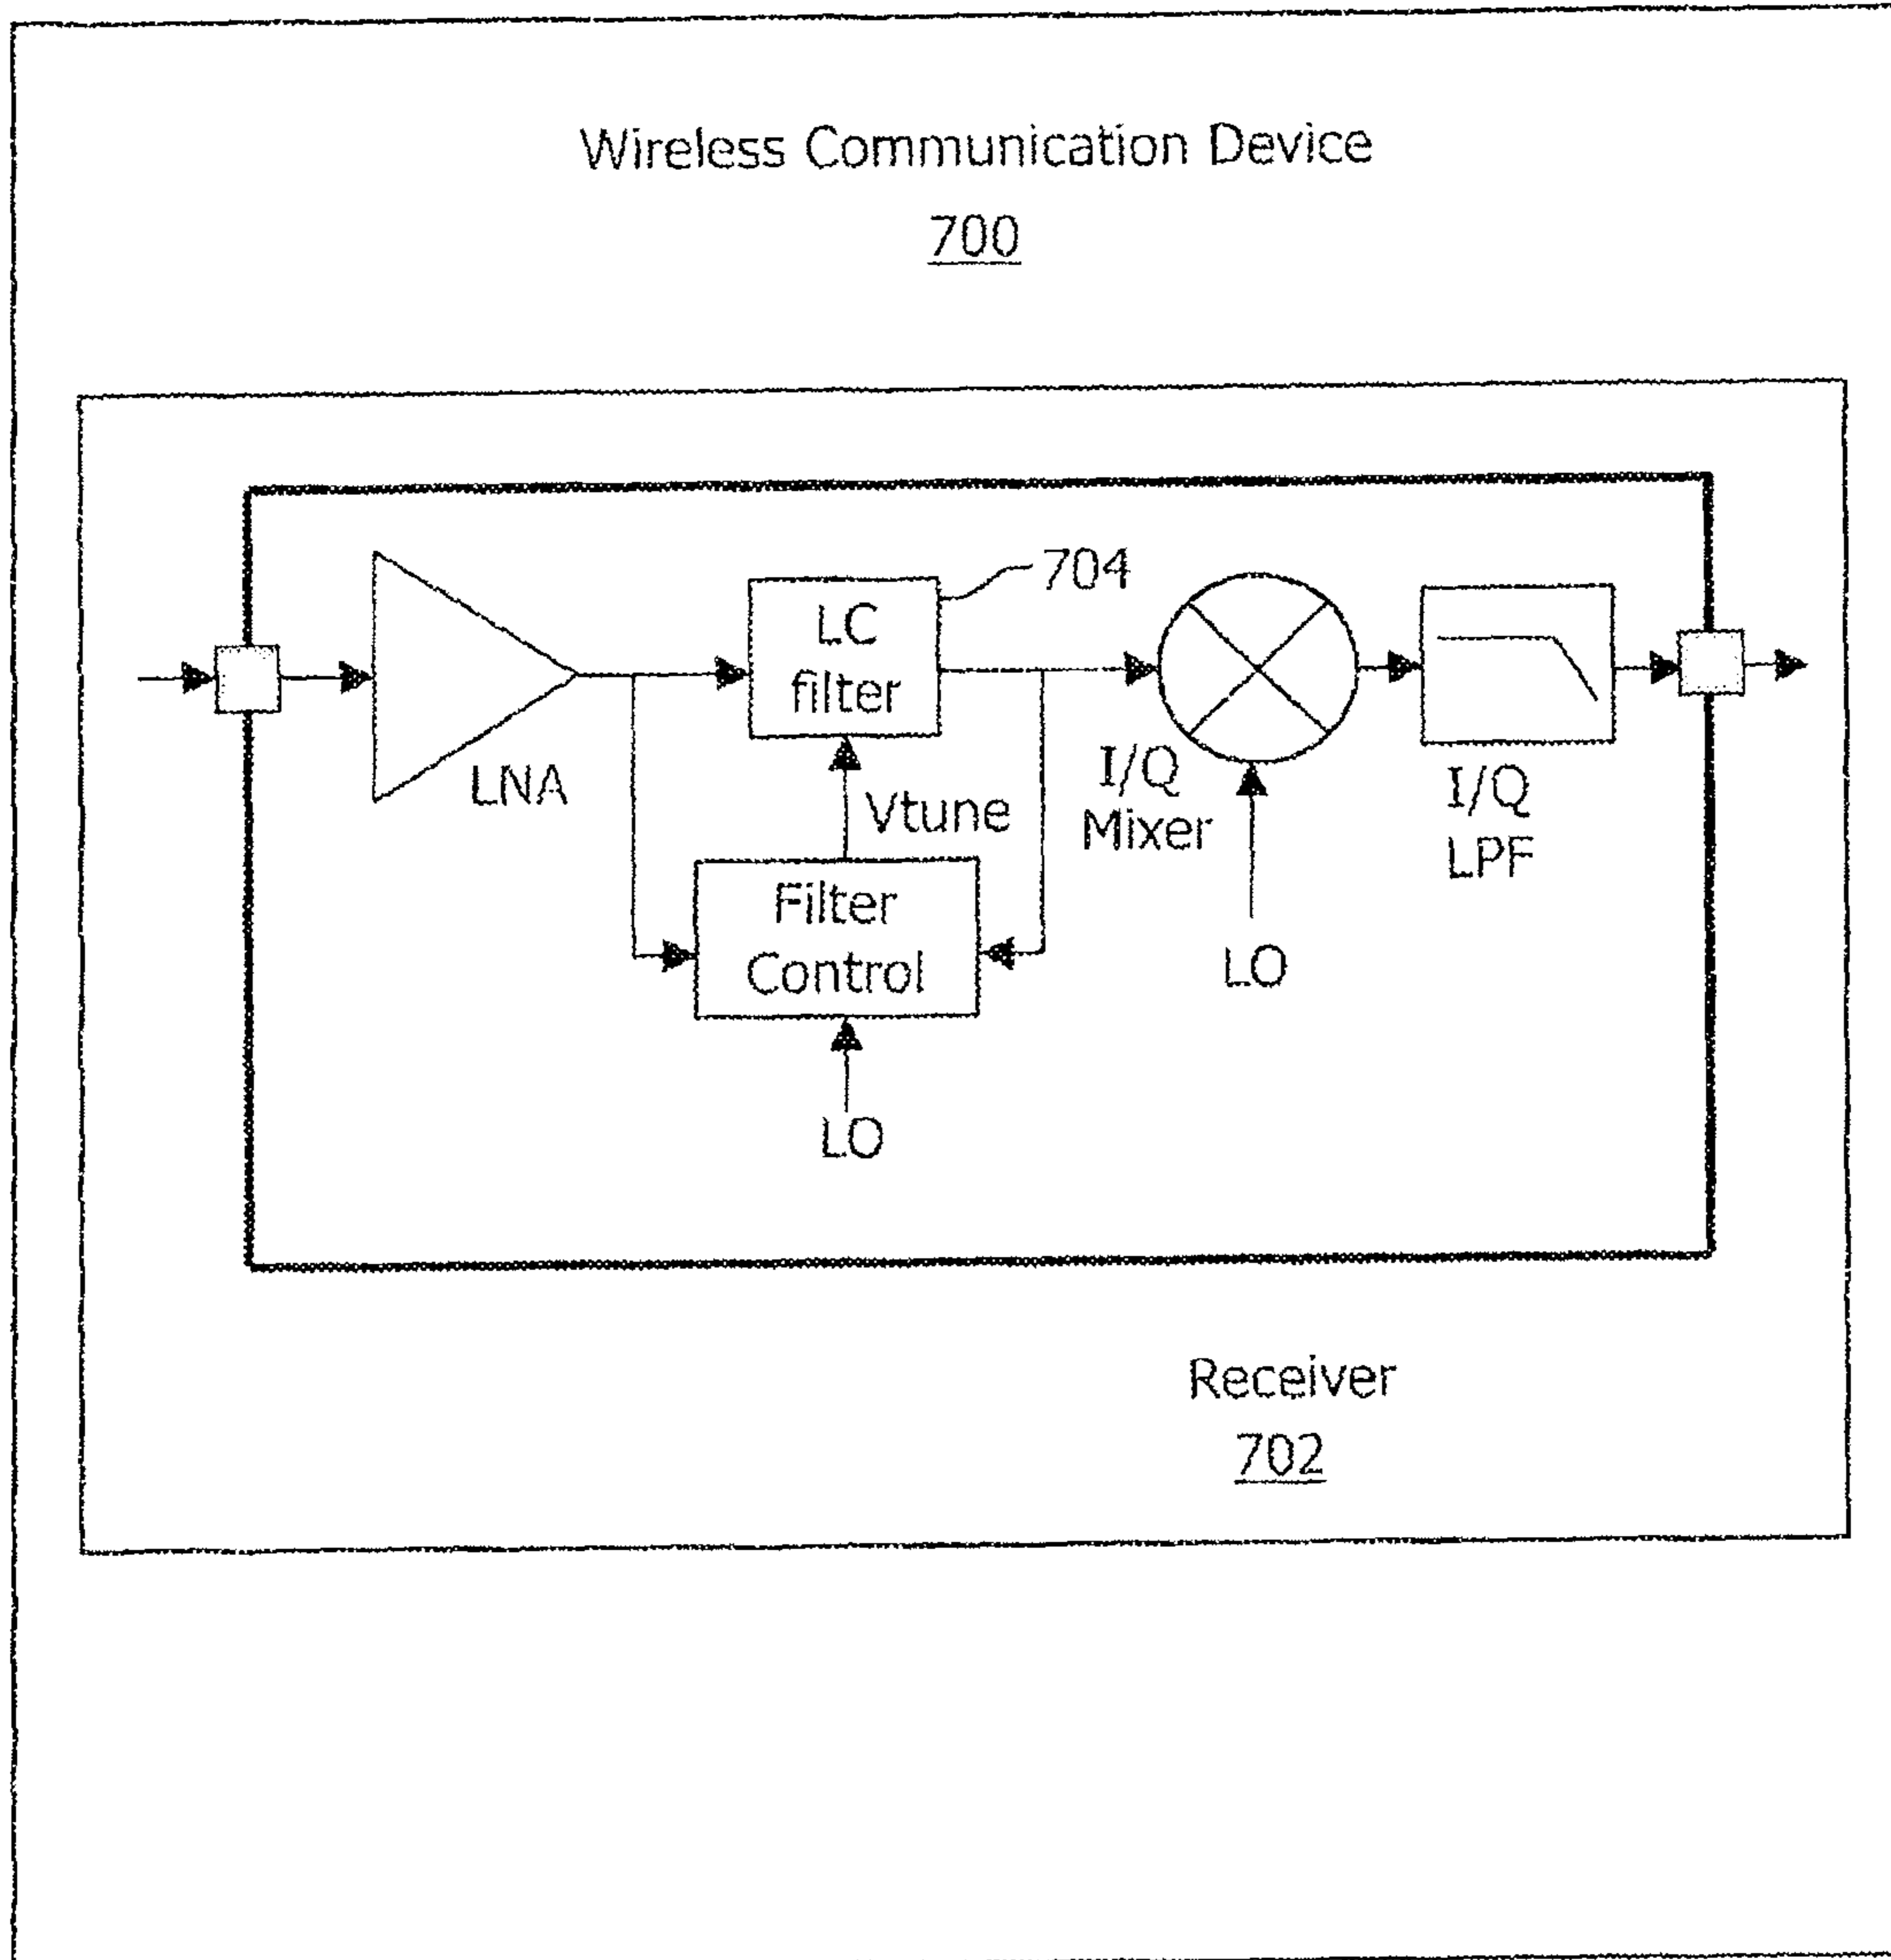 Wireless Communication Device
700
704
LC
filter
LNA
Vtune
I/Q
Mixer
I/Q
LPF
Filter
Control
LO
LO
Receiver
702